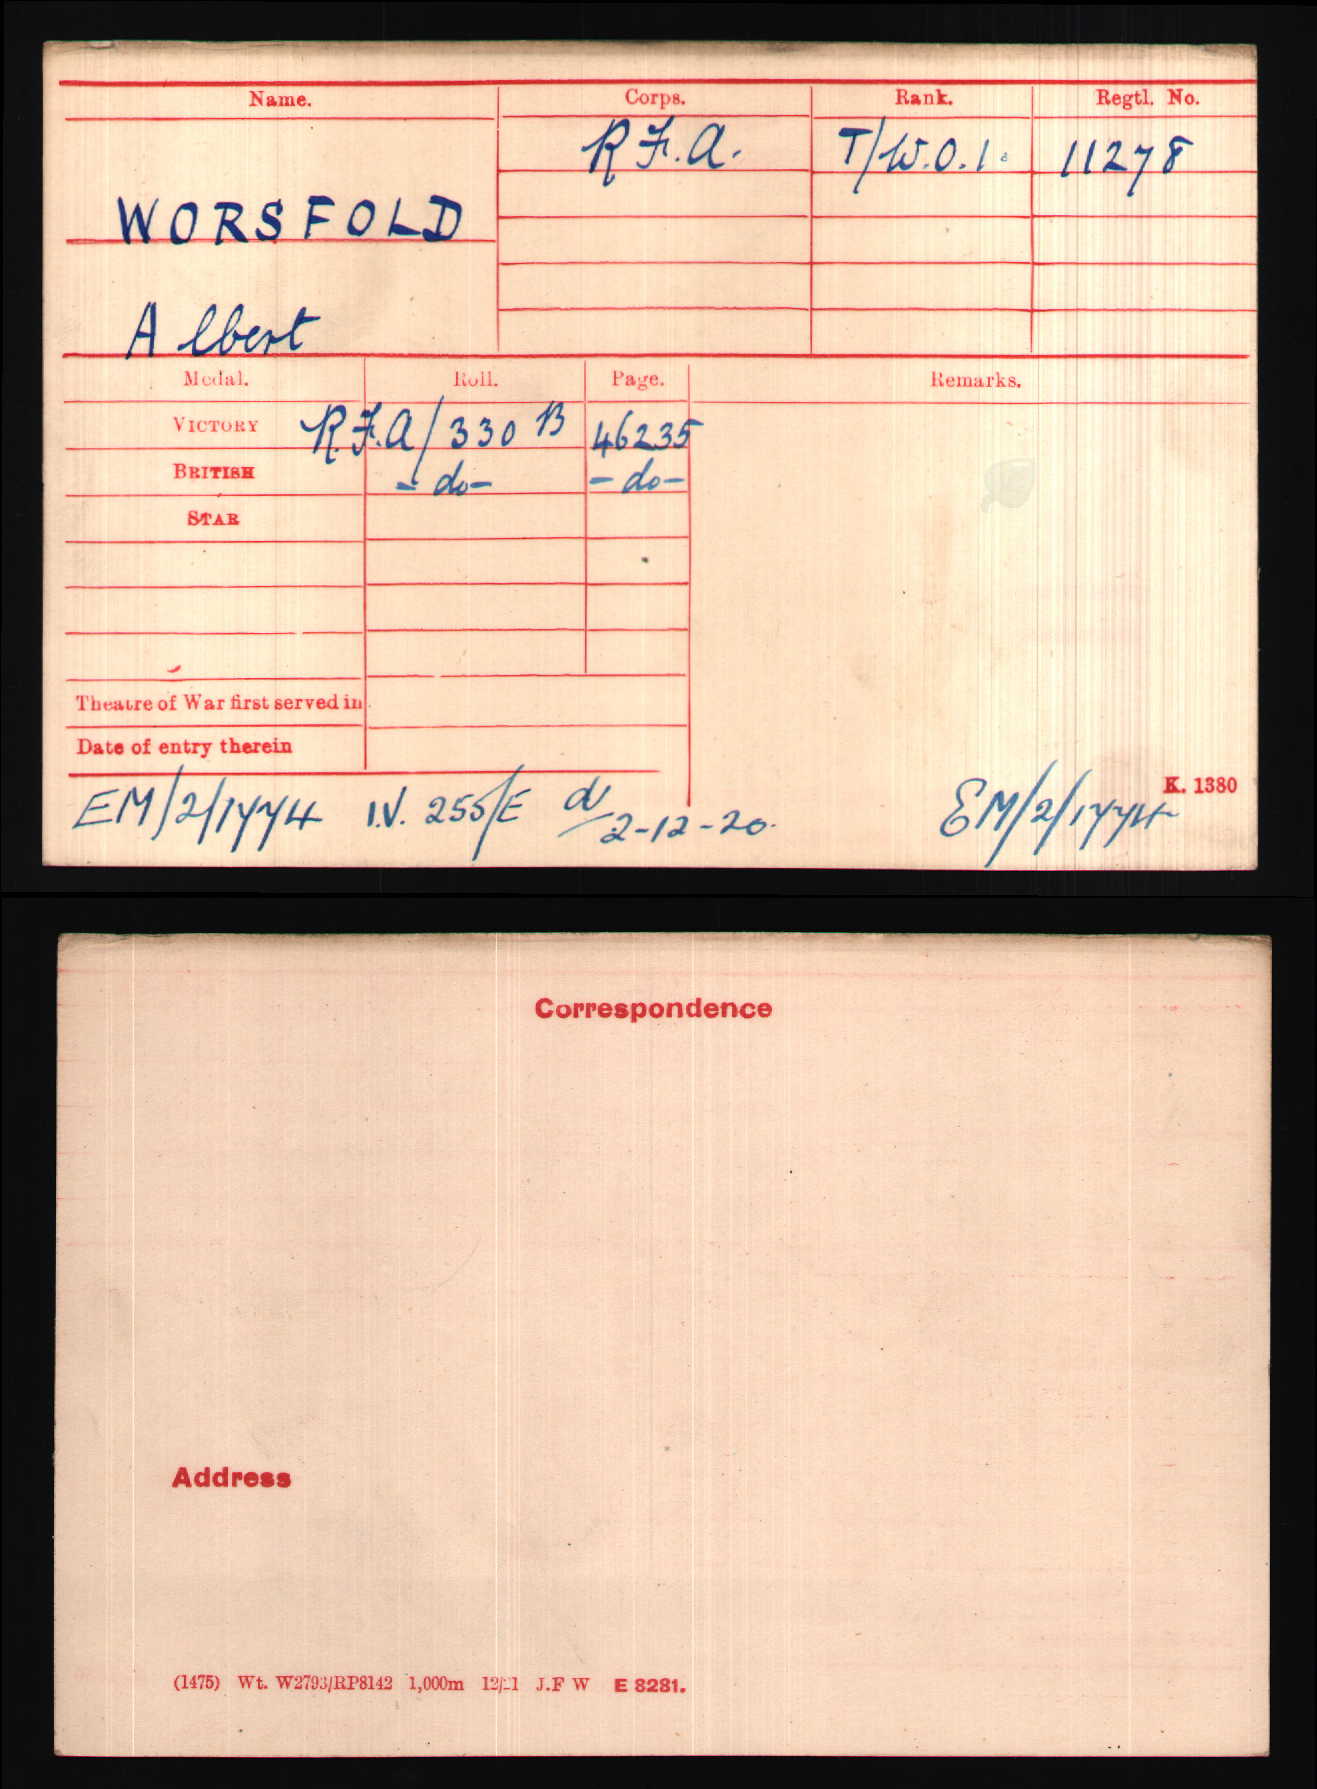 Name. Corps. Rank. Regtl. No.
R.F.A. T/W.O.1. 11278
WORSFOLD
Albert
Medal. Roll. Page. Remarks.
VICTORY R.F.A/330 B 46235
BRITISH -do- -do-
STAR
Theatre of War first served in
Date of entry therein
K. 1380
EM/2/1774 I.V. 255/E d/2-12-20. EM/2/1774
Correspondence
Address
(1475) Wt. W2793/RP8142 1,000m 12/21 J.F W E 8281.